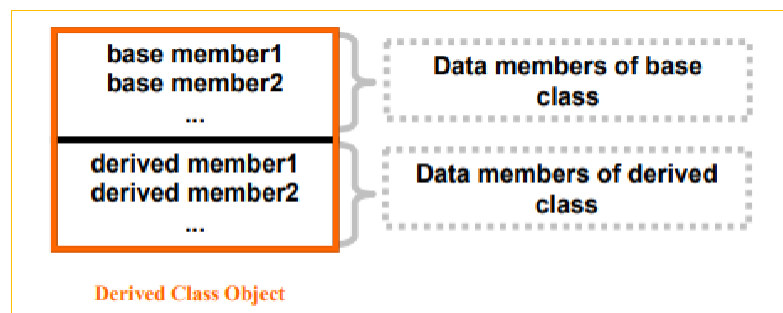 base member1
base member2
...
Data members of base
class
derived member1
derived member2
...
Data members of derived
class
Derived Class Object